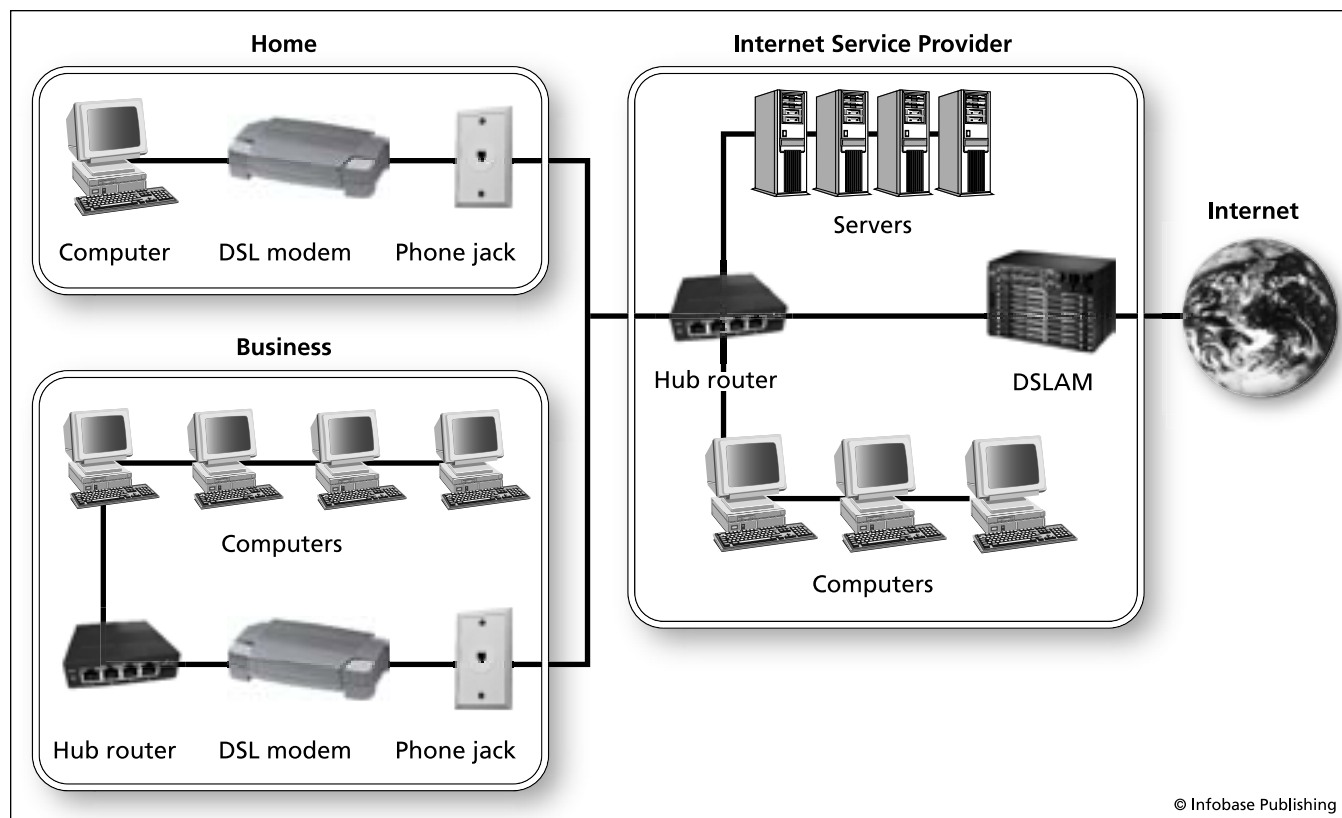 Home
Computer
DSL modem
Phone jack
Business
Computers
Hub router
DSL modem
Phone jack
Internet Service Provider
Servers
Hub router
DSLAM
Computers
Internet
© Infobase Publishing